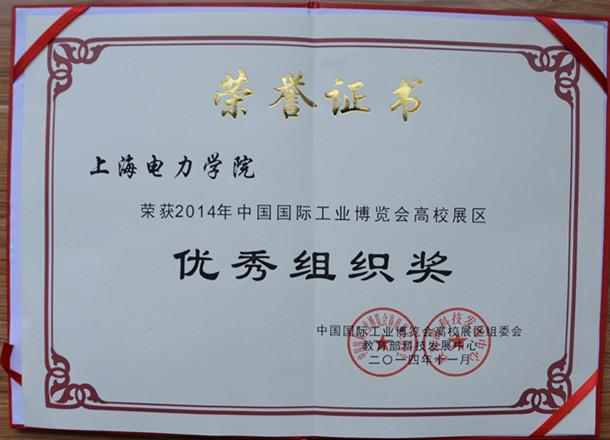 荣誉证书
上海电力学院
荣获2014年中国国际工业博览会高校展区
优秀组织奖
中国国际工业博览会高校展区组委会
教育部科技发展中心
二〇一四年十一月